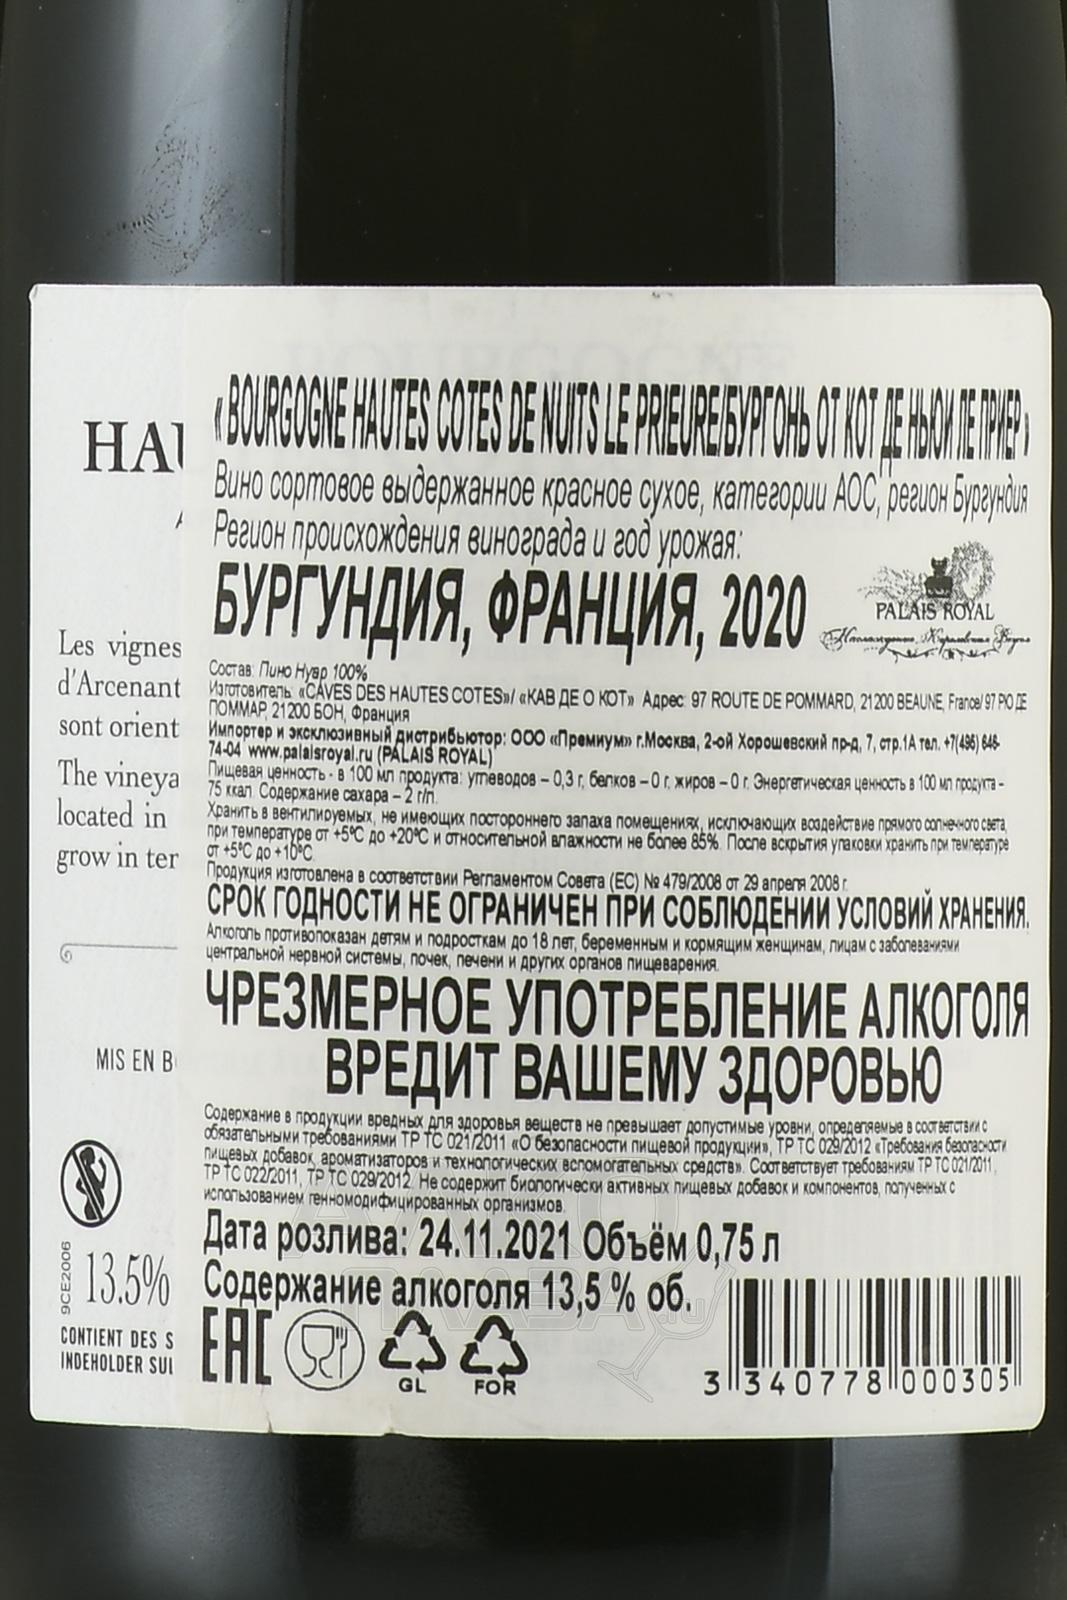 HAU
Les vignes
d'Arcenant
sont orient
The vineya
located in
grow in ter
MIS EN B
9CE2006
13.5%
CONTIENT DES S
INDEHOLDER SUL
« BOURGOGNE HAUTES COTES DE NUITS LE PRIEURE/БУРГОНЬ ОТ КОТ ДЕ НЬЮИ ЛЕ ПРИЕР »
Вино сортовое выдержанное красное сухое, категории АОС, регион Бургундия
Регион происхождения винограда и год урожая:
БУРГУНДИЯ, ФРАНЦИЯ, 2020
PALAIS ROYAL
Состав: Пино Нуар 100%
Изготовитель: «CAVES DES HAUTES COTES»/ «КАВ ДЕ О КОТ» Адрес: 97 ROUTE DE POMMARD, 21200 BEAUNE, France/ 97 РЮ ДЕ
ПОММАР, 21200 БОН, Франция
Импортер и эксклюзивный дистрибьютор: ООО «Премиум» г.Москва, 2-ой Хорошевский пр-д, 7, стр.1А тел. +7(495) 646-
74-04 www.palaisroyal.ru (PALAIS ROYAL)
Пищевая ценность - в 100 мл продукта: углеводов – 0,3 г, белков – 0 г, жиров – 0 г. Энергетическая ценность в 100 мл продукта –
75 ккал. Содержание сахара – 2 г/л.
Хранить в вентилируемых, не имеющих постороннего запаха помещениях, исключающих воздействие прямого солнечного света,
при температуре от +5°С до +20°С и относительной влажности не более 85%. После вскрытия упаковки хранить при температуре
от +5°С до +10°С.
Продукция изготовлена в соответствии Регламентом Совета (ЕС) № 479/2008 от 29 апреля 2008 г.
СРОК ГОДНОСТИ НЕ ОГРАНИЧЕН ПРИ СОБЛЮДЕНИИ УСЛОВИЙ ХРАНЕНИЯ.
Алкоголь противопоказан детям и подросткам до 18 лет, беременным и кормящим женщинам, лицам с заболеваниями
центральной нервной системы, почек, печени и других органов пищеварения.
ЧРЕЗМЕРНОЕ УПОТРЕБЛЕНИЕ АЛКОГОЛЯ
ВРЕДИТ ВАШЕМУ ЗДОРОВЬЮ
Содержание в продукции вредных для здоровья веществ не превышает допустимые уровни, определяемые в соответствии с
обязательными требованиями ТР ТС 021/2011 «О безопасности пищевой продукции», ТР ТС 029/2012 «Требования безопасности
пищевых добавок, ароматизаторов и технологических вспомогательных средств». Соответствует требованиям ТР ТС 021/2011,
ТР ТС 022/2011, ТР ТС 029/2012. Не содержит биологически активных пищевых добавок и компонентов, полученных с
использованием генномодифицированных организмов.
Дата розлива: 24.11.2021 Объём 0,75 л
Содержание алкоголя 13,5 % об.
EAC
GL
FOR
3 340778 000305